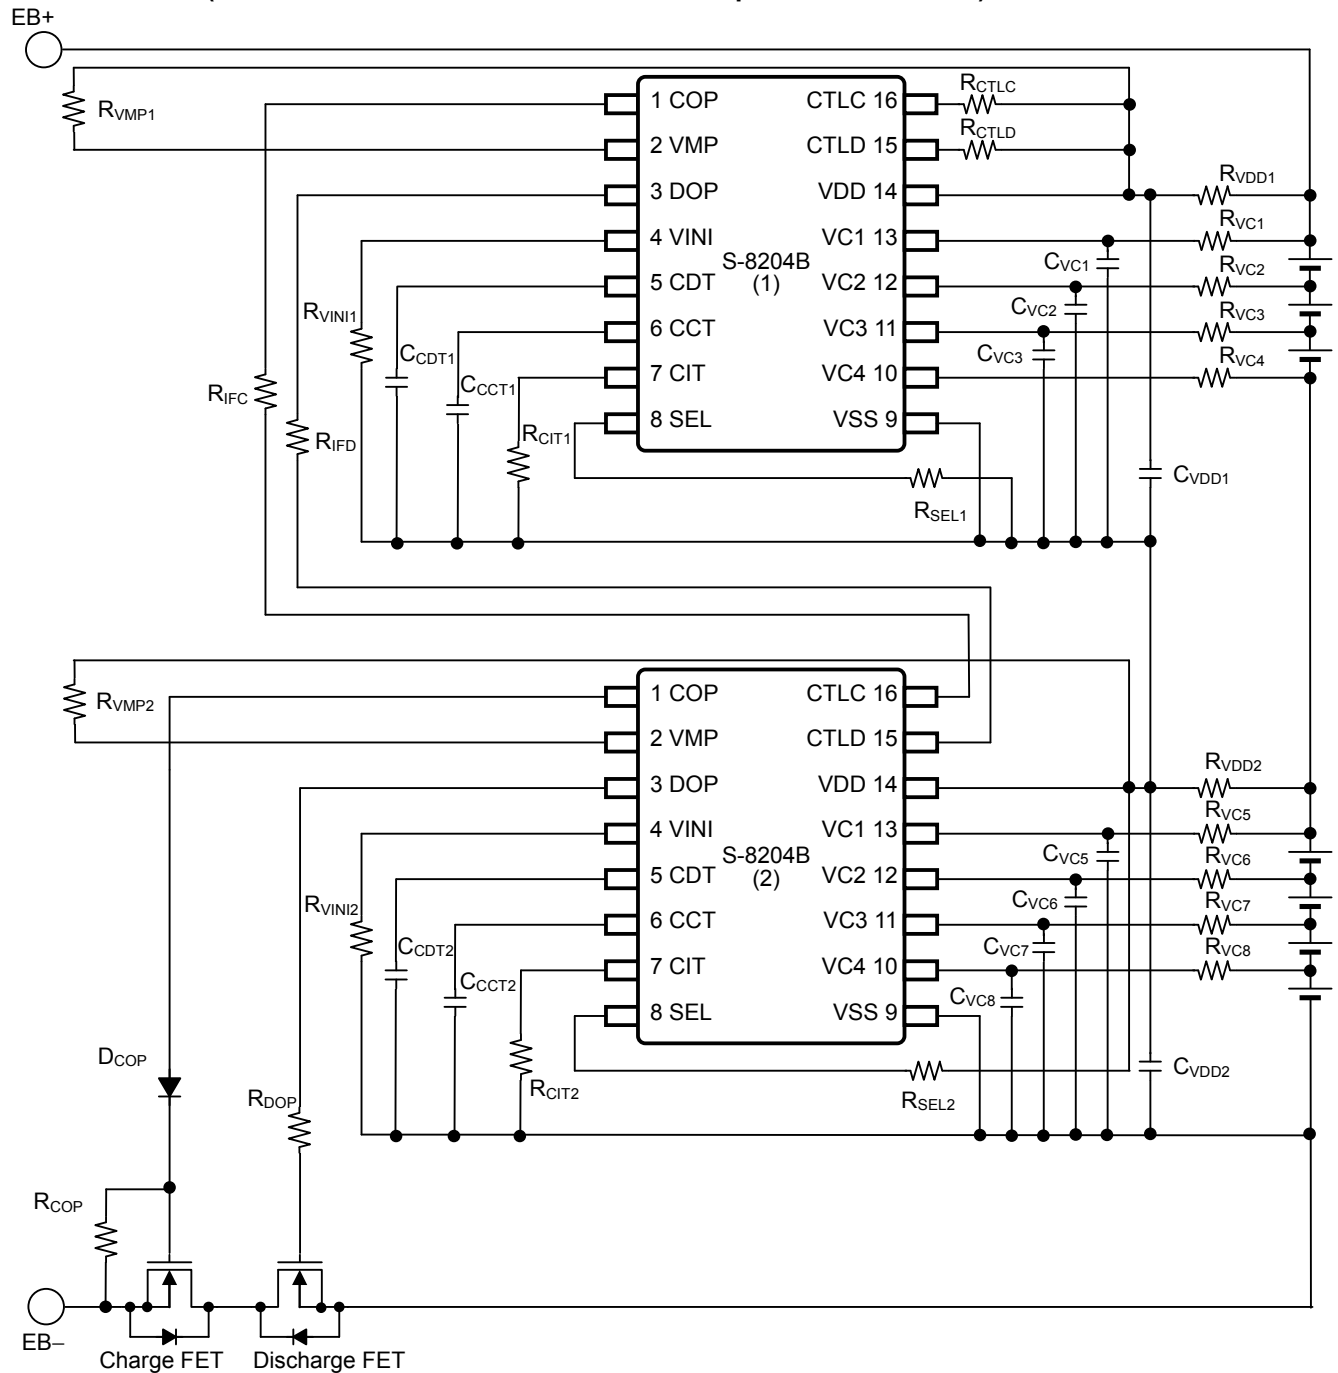 EB+
RVMP1
1 COP
CTLC 16
RCTLC
2 VMP
CTLD 15
RCTLD
3 DOP
VDD 14
RVDD1
4 VINI
VC1 13
RVC1
S-8204B
(1)
CVC1
5 CDT
VC2 12
RVC2
RVINI1
CVC2
6 CCT
VC3 11
RVC3
CCDT1
CVC3
7 CIT
VC4 10
RVC4
CCCT1
RIFC
8 SEL
VSS 9
RCIT1
RIFD
CVDD1
RSEL1
RVMP2
1 COP
CTLC 16
2 VMP
CTLD 15
3 DOP
VDD 14
RVDD2
4 VINI
VC1 13
RVC5
S-8204B
(2)
CVC5
5 CDT
VC2 12
RVC6
RVINI2
CVC6
6 CCT
VC3 11
RVC7
CCDT2
CVC7
7 CIT
VC4 10
RVC8
CCCT2
CVC8
8 SEL
VSS 9
DCOP
CVDD2
RDOP
RCIT2
RSEL2
RCOP
EB−
Charge FET
Discharge FET